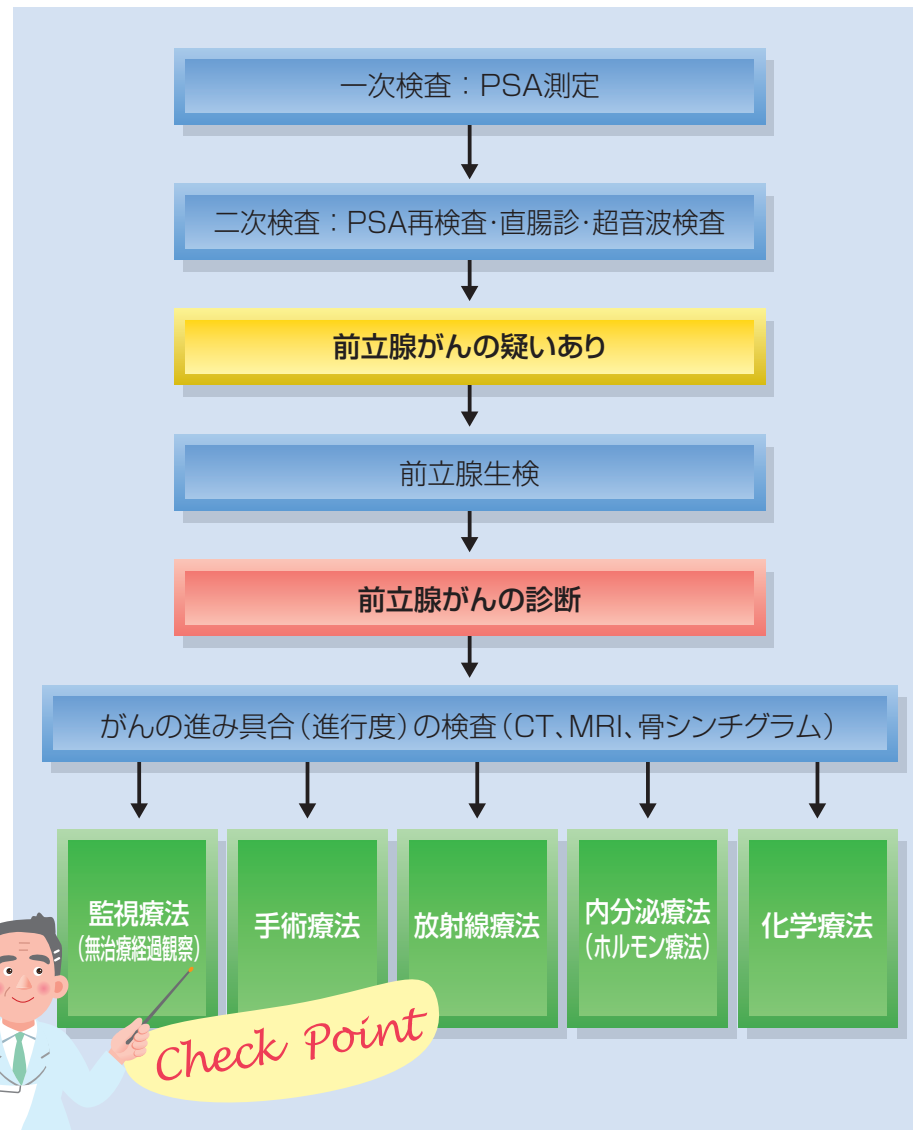 一次検査：PSA測定
二次検査：PSA再検査・直腸診・超音波検査
前立腺がんの疑いあり
前立腺生検
前立腺がんの診断
がんの進み具合（進行度）の検査（CT、MRI、骨シンチグラム）
監視療法
（無治療経過観察）
手術療法
放射線療法
内分泌療法
（ホルモン療法）
化学療法
Check Point